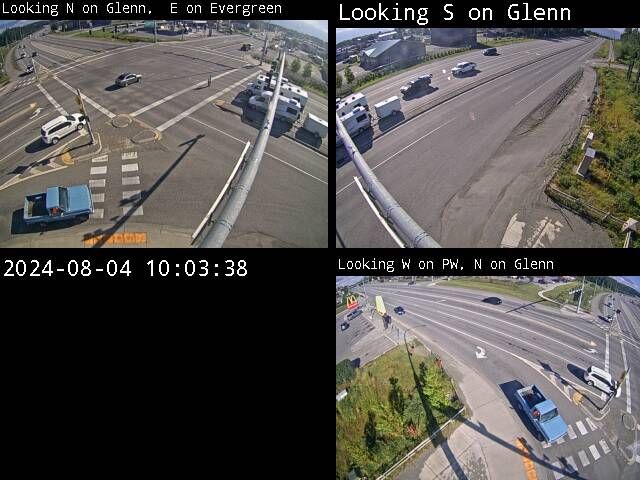 Looking N on Glenn, E on Evergreen
Looking S on Glenn
2024-08-04 10:03:38
Looking W on PW, N on Glenn